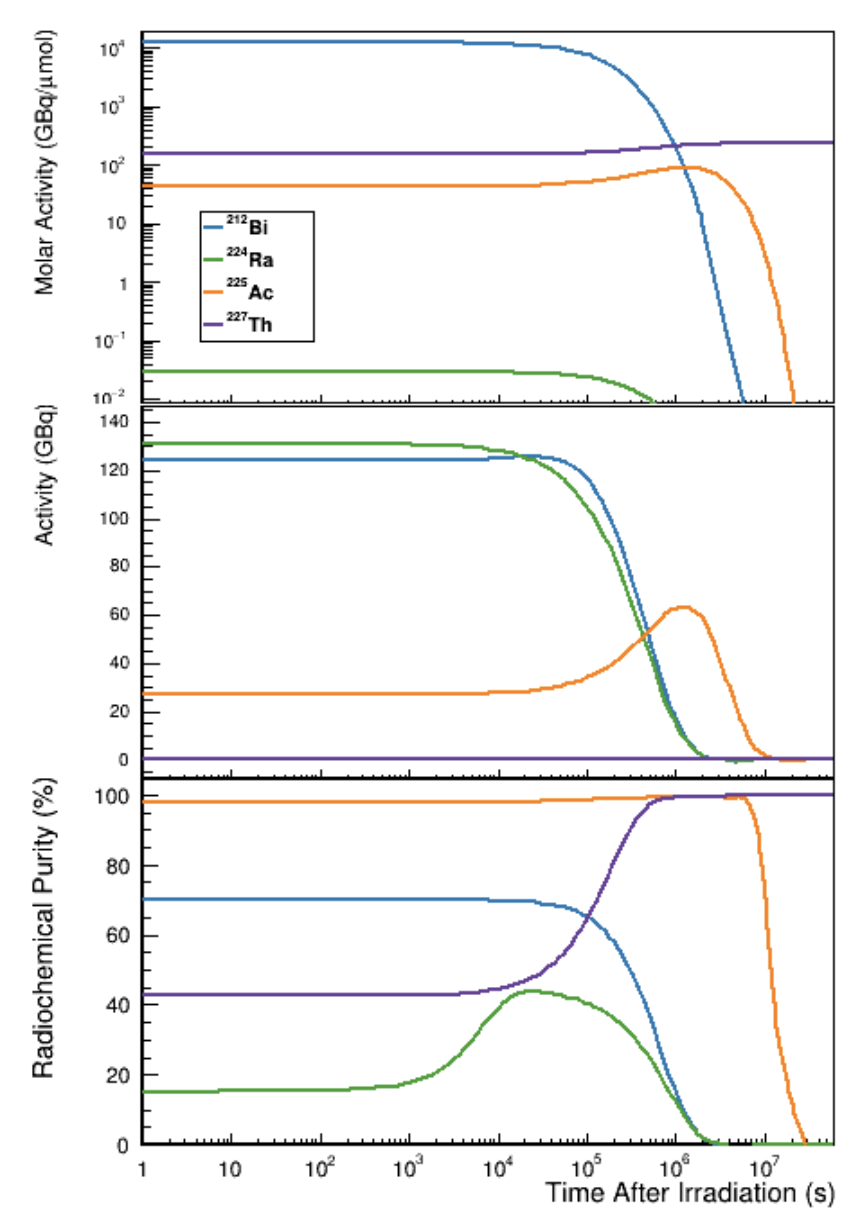 Molar Activity (GBq/μmol)
10⁴
10³
10²
10
1
10⁻¹
10⁻²
²¹²Bi
²²⁴Ra
²²⁵Ac
²²⁷Th
Activity (GBq)
140
120
100
80
60
40
20
0
Radiochemical Purity (%)
100
80
60
40
20
0
1 10 10² 10³ 10⁴ 10⁵ 10⁶ 10⁷
Time After Irradiation (s)